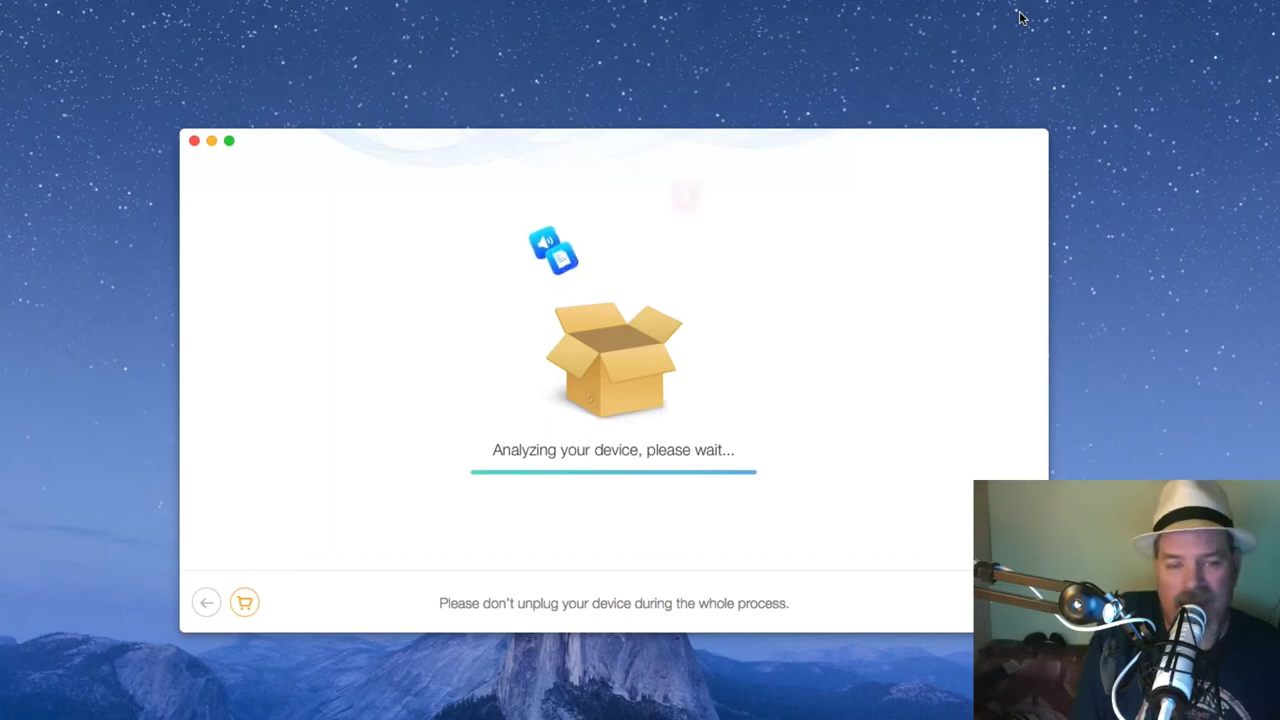 Analyzing your device, please wait...
Please don't unplug your device during the whole process.